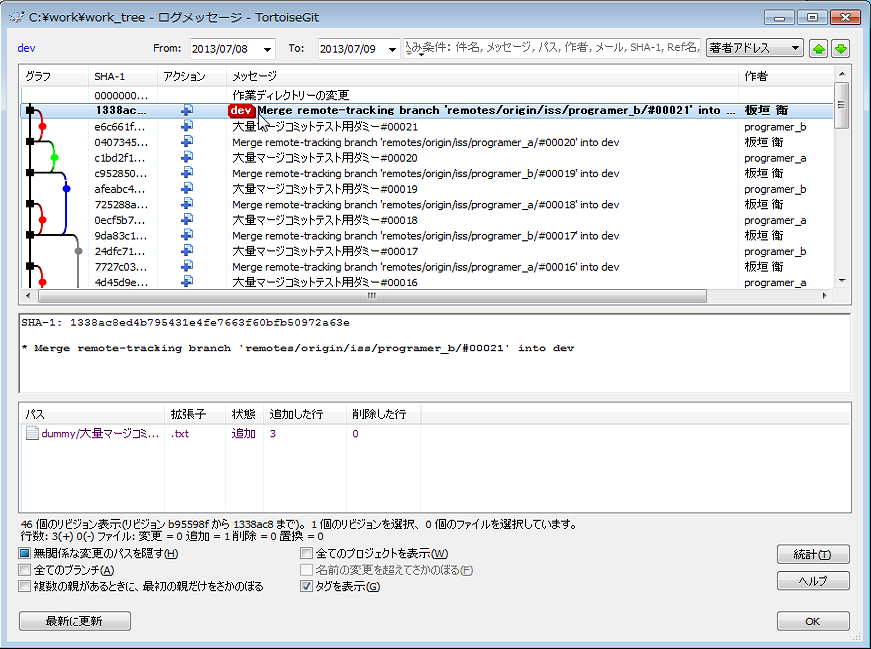 C:¥work¥work_tree - ログメッセージ - TortoiseGit
dev From: 2013/07/08 To: 2013/07/09 込み条件: 件名, メッセージ, パス, 作者, メール, SHA-1, Ref名, 著者アドレス
グラフ SHA-1 アクション メッセージ 作者
0000000... 作業ディレクトリーの変更
1338ac... dev Merge remote-tracking branch 'remotes/origin/iss/programer_b/#00021' into ... 板垣 衛
e6c661f... 大量マージコミットテスト用ダミー#00021 programer_b
0407345... Merge remote-tracking branch 'remotes/origin/iss/programer_a/#00020' into dev 板垣 衛
c1bd2f1... 大量マージコミットテスト用ダミー#00020 programer_a
c952850... Merge remote-tracking branch 'remotes/origin/iss/programer_b/#00019' into dev 板垣 衛
afeabc4... 大量マージコミットテスト用ダミー#00019 programer_b
725288a... Merge remote-tracking branch 'remotes/origin/iss/programer_a/#00018' into dev 板垣 衛
0ecf5b7... 大量マージコミットテスト用ダミー#00018 programer_a
9da83c1... Merge remote-tracking branch 'remotes/origin/iss/programer_b/#00017' into dev 板垣 衛
24dfc71... 大量マージコミットテスト用ダミー#00017 programer_b
7727c03... Merge remote-tracking branch 'remotes/origin/iss/programer_a/#00016' into dev 板垣 衛
4d45d9e... 大量マージコミットテスト用ダミー#00016 programer_a
SHA-1: 1338ac8ed4b795431e4fe7663f60bfb50972a63e
* Merge remote-tracking branch 'remotes/origin/iss/programer_b/#00021' into dev
パス 拡張子 状態 追加した行 削除した行
dummy/大量マージコミ... .txt 追加 3 0
46 個のリビジョン表示(リビジョン b95598f から 1338ac8 まで)。1 個のリビジョンを選択、0 個のファイルを選択しています。
行数: 3(+) 0(-) ファイル: 変更 = 0 追加 = 1 削除 = 0 置換 = 0
無関係な変更のパスを隠す(H) 全てのプロジェクトを表示(W) 統計(T)
全てのブランチ(A) 名前の変更を超えてさかのぼる(F) ヘルプ
複数の親があるときに、最初の親だけをさかのぼる タグを表示(G)
最新に更新 OK